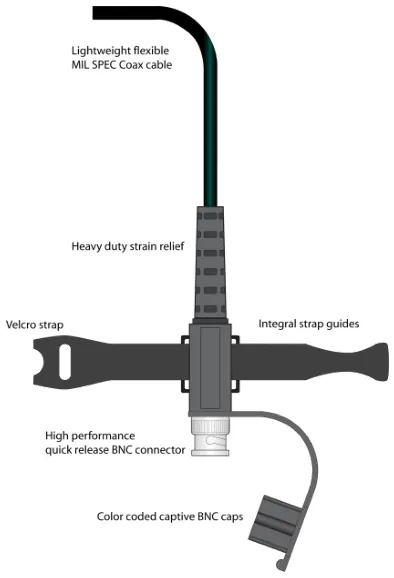 Lightweight flexible
MIL SPEC Coax cable
Heavy duty strain relief
Velcro strap
Integral strap guides
High performance
quick release BNC connector
Color coded captive BNC caps